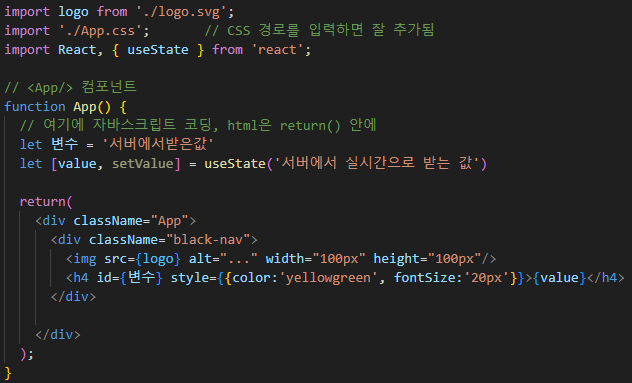 import logo from './logo.svg';
import './App.css';       // CSS 경로를 입력하면 잘 추가됨
import React, { useState } from 'react';

// <App/> 컴포넌트
function App() {
  // 여기에 자바스크립트 코딩, html은 return() 안에
  let 변수 = '서버에서받은값'
  let [value, setValue] = useState('서버에서 실시간으로 받는 값')

  return(
    <div className="App">
      <div className="black-nav">
        <img src={logo} alt="..." width="100px" height="100px"/>
        <h4 id={변수} style={{color:'yellowgreen', fontSize:'20px'}}>{value}</h4>
      </div>

    </div>
  );
}